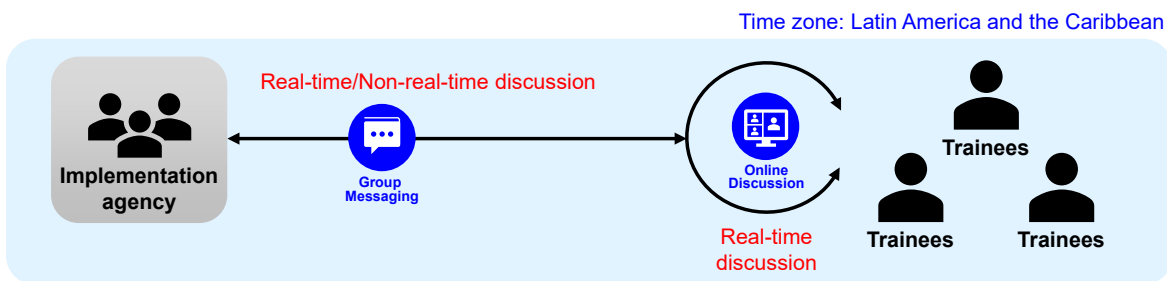 Time zone: Latin America and the Caribbean
Real-time/Non-real-time discussion
Implementation
agency
Group
Messaging
Online
Discussion
Real-time
discussion
Trainees
Trainees
Trainees